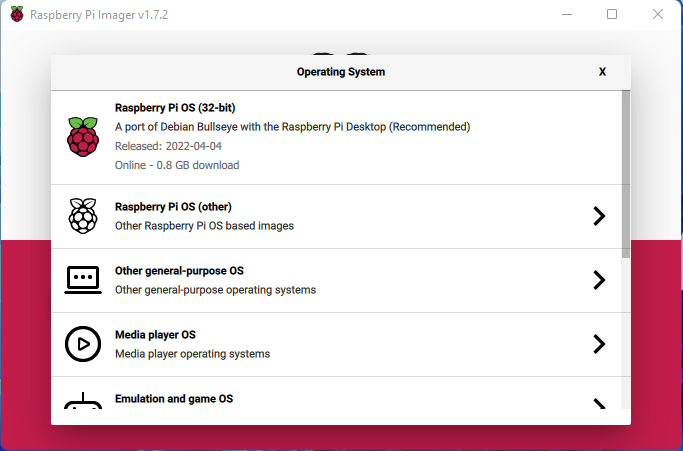 Raspberry Pi Imager v1.7.2
Operating System
X
Raspberry Pi OS (32-bit)
A port of Debian Bullseye with the Raspberry Pi Desktop (Recommended)
Released: 2022-04-04
Online - 0.8 GB download
Raspberry Pi OS (other)
Other Raspberry Pi OS based images
Other general-purpose OS
Other general-purpose operating systems
Media player OS
Media player operating systems
Emulation and game OS